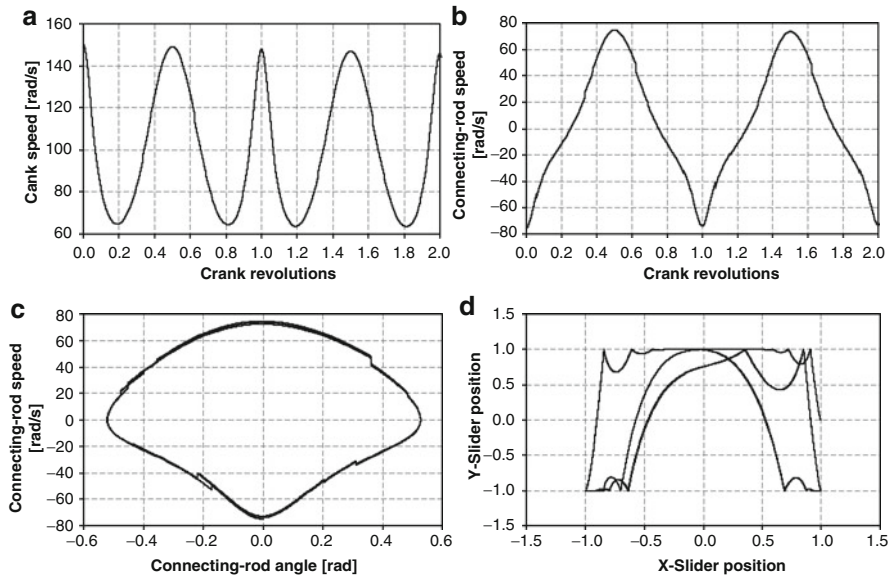 a
160
140
120
100
80
60
Cank speed [rad/s]
0.0 0.2 0.4 0.6 0.8 1.0 1.2 1.4 1.6 1.8 2.0
Crank revolutions
b
80
60
40
20
0
−20
−40
−60
−80
Connecting-rod speed
[rad/s]
0.0 0.2 0.4 0.6 0.8 1.0 1.2 1.4 1.6 1.8 2.0
Crank revolutions
c
80
60
40
20
0
−20
−40
−60
−80
Connecting-rod speed
[rad/s]
−0.6 −0.4 −0.2 0.0 0.2 0.4 0.6
Connecting-rod angle [rad]
d
1.5
1.0
0.5
0.0
−0.5
−1.0
−1.5
Y-Slider position
−1.5 −1.0 −0.5 0.0 0.5 1.0 1.5
X-Slider position